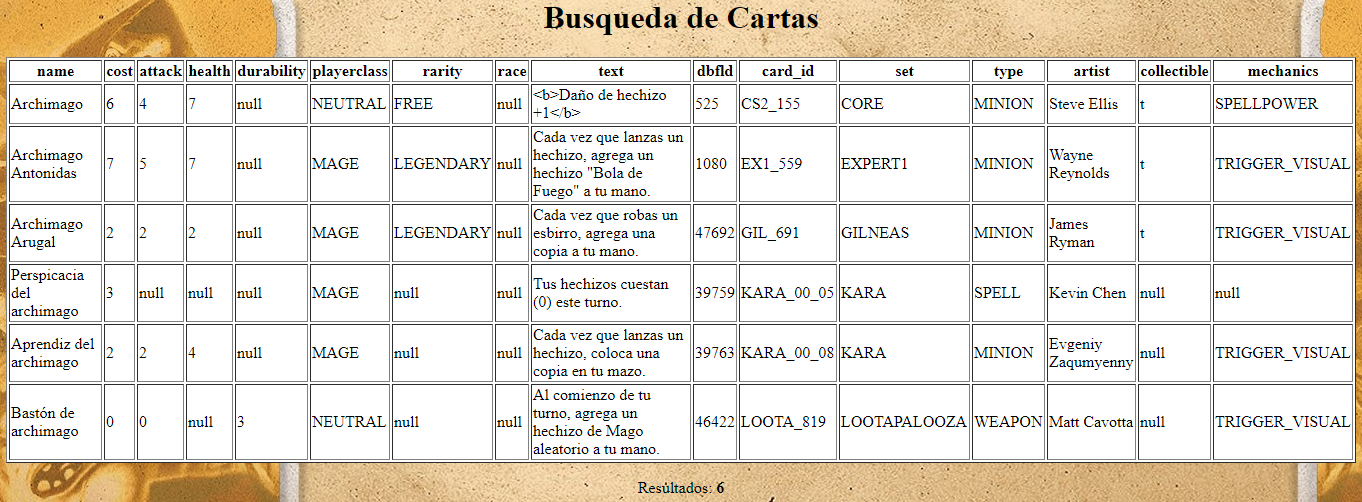 Busqueda de Cartas
name cost attack health durability playerclass rarity race text dbfId card_id set type artist collectible mechanics
Archimago 6 4 7 null NEUTRAL FREE null <b>Daño de hechizo +1</b> 525 CS2_155 CORE MINION Steve Ellis t SPELLPOWER
Archimago Antonidas 7 5 7 null MAGE LEGENDARY null Cada vez que lanzas un hechizo, agrega un hechizo "Bola de Fuego" a tu mano. 1080 EX1_559 EXPERT1 MINION Wayne Reynolds t TRIGGER_VISUAL
Archimago Arugal 2 2 2 null MAGE LEGENDARY null Cada vez que robas un esbirro, agrega una copia a tu mano. 47692 GIL_691 GILNEAS MINION James Ryman t TRIGGER_VISUAL
Perspicacia del archimago 3 null null null MAGE null null Tus hechizos cuestan (0) este turno. 39759 KARA_00_05 KARA SPELL Kevin Chen null null
Aprendiz del archimago 2 2 4 null MAGE null null Cada vez que lanzas un hechizo, coloca una copia en tu mazo. 39763 KARA_00_08 KARA MINION Evgeniy Zaqumyenny null TRIGGER_VISUAL
Bastón de archimago 0 0 null 3 NEUTRAL null null Al comienzo de tu turno, agrega un hechizo de Mago aleatorio a tu mano. 46422 LOOTA_819 LOOTAPALOOZA WEAPON Matt Cavotta null TRIGGER_VISUAL
Resultados: 6